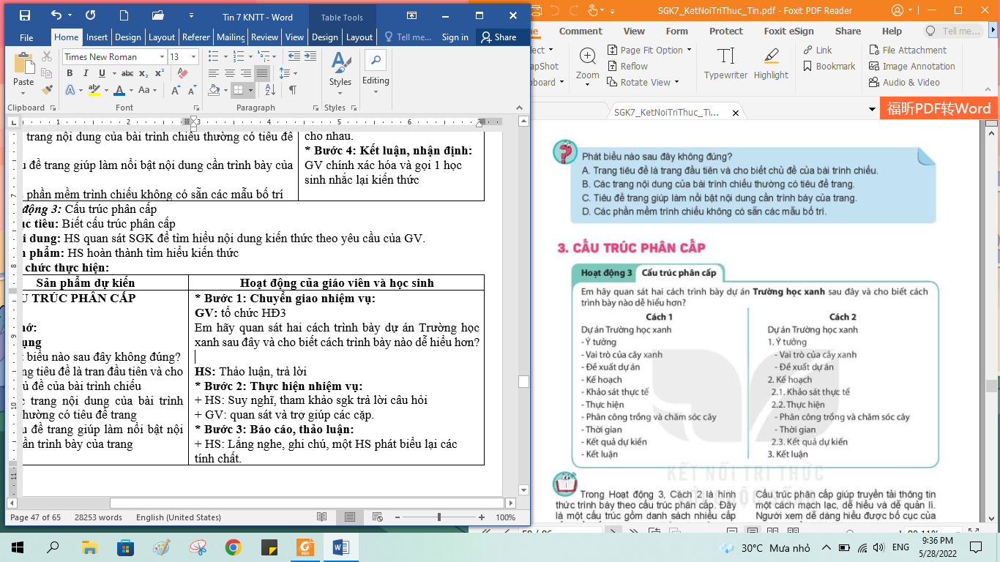 Tin 7 KNTT - Word
Table Tools
File Home Insert Design Layout Referer Mailing Review View Design Layout Tell me... Sign in Share
Paste
Times New Roman 13
Styles Editing
Clipboard Font Paragraph Styles
trang nội dung của bài trình chiếu thường có tiêu đề
đề trang giúp làm nổi bật nội dung cần trình bày của
phần mềm trình chiếu không có sẵn các mẫu bố trí
cho nhau.
* Bước 4: Kết luận, nhận định:
GV chính xác hóa và gọi 1 học
sinh nhắc lại kiến thức
động 3: Cấu trúc phân cấp
tiêu: Biết cấu trúc phân cấp
dung: HS quan sát SGK để tìm hiểu nội dung kiến thức theo yêu cầu của GV.
phẩm: HS hoàn thành tìm hiểu kiến thức
chức thực hiện:
Sản phẩm dự kiến
TRÚC PHÂN CẤP
biểu nào sau đây không đúng?
tiêu đề là tran đầu tiên và cho
đề của bài trình chiếu
trang nội dung của bài trình
thường có tiêu đề trang
đề trang giúp làm nổi bật nội
cần trình bày của trang
Hoạt động của giáo viên và học sinh
* Bước 1: Chuyển giao nhiệm vụ:
GV: tổ chức HĐ3
Em hãy quan sát hai cách trình bày dự án Trường học
xanh sau đây và cho biết cách trình bày nào dễ hiểu hơn?
HS: Thảo luận, trả lời
* Bước 2: Thực hiện nhiệm vụ:
+ HS: Suy nghĩ, tham khảo sgk trả lời câu hỏi
+ GV: quan sát và trợ giúp các cặp.
* Bước 3: Báo cáo, thảo luận:
+ HS: Lắng nghe, ghi chú, một HS phát biểu lại các
tính chất.
Page 47 of 65 28253 words English (United States) 100%
SGK7_KetNoiTriThuc_Tin.pdf - Foxit PDF Reader
Comment View Form Protect Foxit eSign Share Help Tell me...
Zoom
Page Fit Option
Reflow
Rotate View
Typewriter Highlight
Link
Bookmark
File Attachment
Image Annotation
Audio & Video
SGK7_KetNoiTriThuc_Ti...
福昕PDF转Word
Phát biểu nào sau đây không đúng?
A. Trang tiêu đề là trang đầu tiên và cho biết chủ đề của bài trình chiếu.
B. Các trang nội dung của bài trình chiếu thường có tiêu đề trang.
C. Tiêu đề trang giúp làm nổi bật nội dung cần trình bày của trang.
D. Các phần mềm trình chiếu không có sẵn các mẫu bố trí.
3. CẤU TRÚC PHÂN CẤP
Hoạt động 3 Cấu trúc phân cấp
Em hãy quan sát hai cách trình bày dự án Trường học xanh sau đây và cho biết cách
trình bày nào dễ hiểu hơn?
Cách 1
Dự án Trường học xanh
- Ý tưởng
- Vai trò của cây xanh
- Đề xuất dự án
- Kế hoạch
- Khảo sát thực tế
- Thực hiện
- Phân công trồng và chăm sóc cây
- Thời gian
- Kết quả dự kiến
- Kết luận
Cách 2
Dự án Trường học xanh
1. Ý tưởng
- Vai trò của cây xanh
- Đề xuất dự án
2. Kế hoạch
2.1. Khảo sát thực tế
2.2. Thực hiện
- Phân công trồng và chăm sóc cây
- Thời gian
2.3. Kết quả dự kiến
3. Kết luận
KẾT NỐI TRI THỨC
VỚI CUỘC SỐNG
Trong Hoạt động 3, Cách 2 là hình
thức trình bày theo cấu trúc phân cấp. Đây
là một cấu trúc gồm danh sách nhiều cấp
Cấu trúc phân cấp giúp truyền tải thông tin
một cách mạch lạc, dễ hiểu và dễ quản lí.
Người xem dễ dàng hiểu được bố cục của
30°C Mưa nhỏ ENG
9:36 PM
5/28/2022